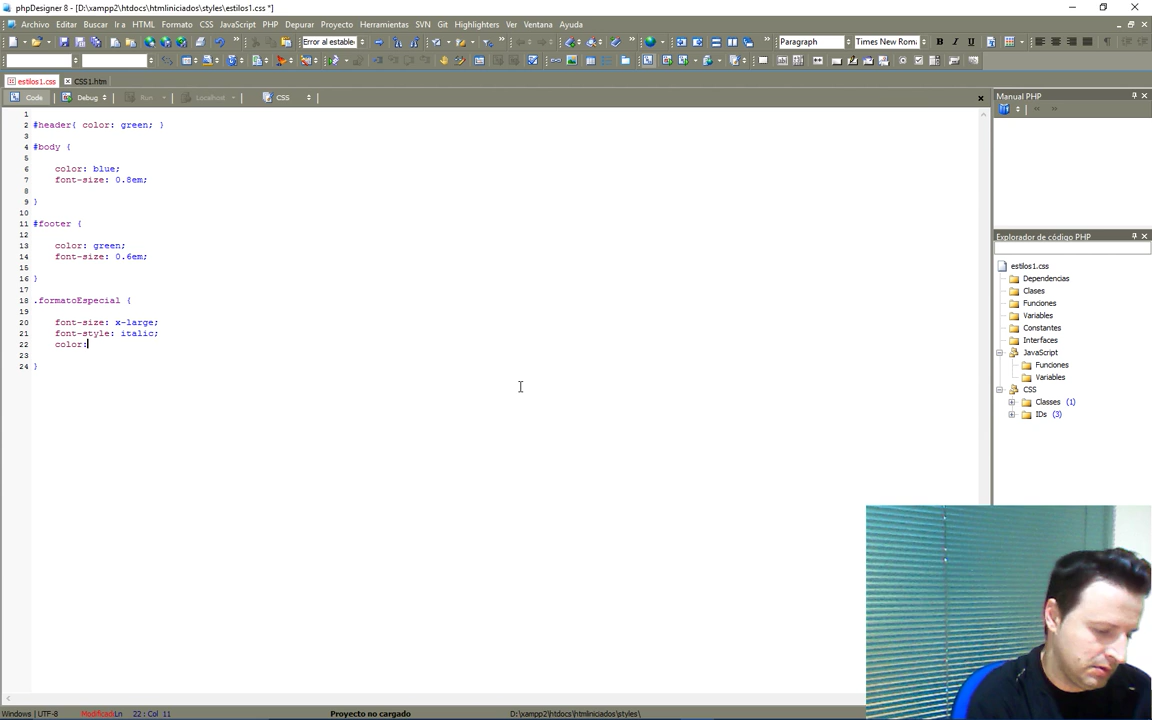 phpDesigner 8 - [D:\xampp2\htdocs\htmliniciados\styles\estilos1.css *]
Archivo Editar Buscar Ir a HTML Formato CSS JavaScript PHP Depurar Proyecto Herramientas SVN Git Highlighters Ver Ventana Ayuda
Error al estable Paragraph Times New Rom B I U
estilos1.css CSS1.htm
Code Debug Run Localhost CSS
1
2 #header{ color: green; }
3
4 #body {
5
6 color: blue;
7 font-size: 0.8em;
8
9 }
10
11 #footer {
12
13 color: green;
14 font-size: 0.6em;
15
16 }
17
18 .formatoEspecial {
19
20 font-size: x-large;
21 font-style: italic;
22 color:
23
24 }
Manual PHP
Explorador de código PHP
estilos1.css
Dependencias
Clases
Funciones
Variables
Constantes
Interfaces
JavaScript
Funciones
Variables
CSS
Classes (1)
IDs (3)
Windows | UTF-8 Modificado Ln 22 : Col 11 Proyecto no cargado D:\xampp2\htdocs\htmliniciados\styles\